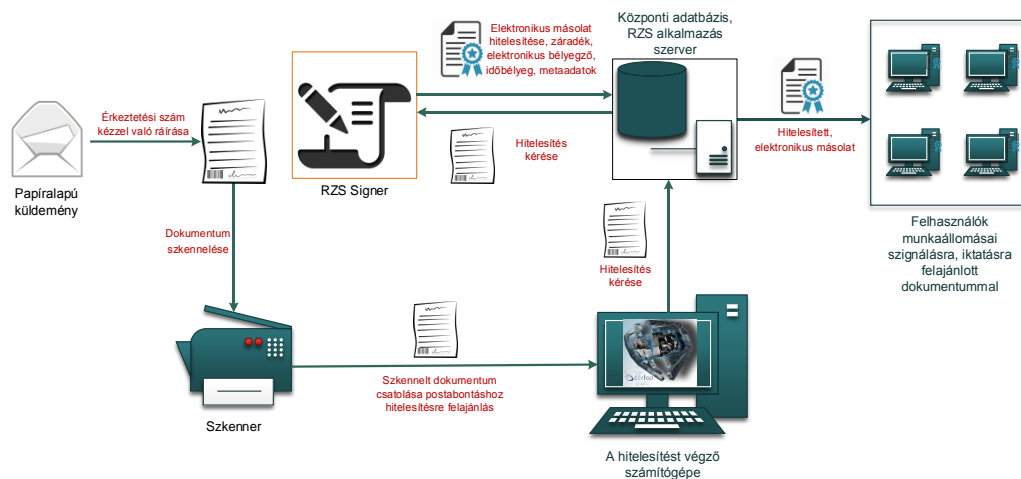 Papíralapú
küldemény
Érkeztetési szám
kézzel való ráírása
Dokumentum
szkennelése
Szkenner
Szkennelt dokumentum
csatolása postabontáshoz
hitelesítésre felajánlás
A hitelesítést végző
számítógépe
Hitelesítés
kérése
RZS Signer
Elektronikus másolat
hitelesítése, záradék,
elektronikus bélyegző,
időbélyeg, metaadatok
Hitelesítés
kérése
Központi adatbázis,
RZS alkalmazás
szerver
Hitelesített,
elektronikus másolat
Felhasználók
munkaállomásai
szignálásra, iktatásra
felajánlott
dokumentummal